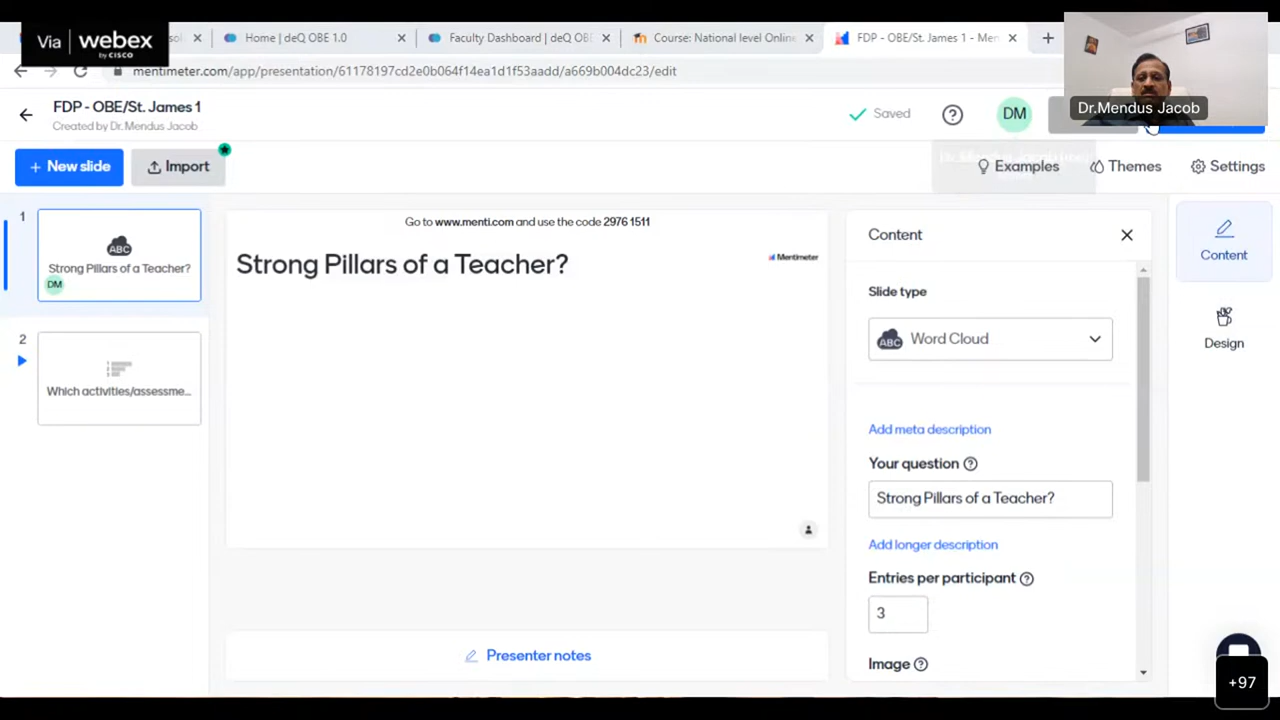 Via webex
by CISCO
Home | deQ OBE 1.0
Faculty Dashboard | deQ OBE
Course: National level Online
FDP - OBE/St. James 1 - Men
mentimeter.com/app/presentation/61178197cd2e0b064f14ea1d1f53aadd/a669b004dc23/edit
Dr.Mendus Jacob
FDP - OBE/St. James 1
Created by Dr.Mendus Jacob
Saved
DM
+ New slide
Import
Examples
Themes
Settings
1
ABC
Strong Pillars of a Teacher?
DM
2
Which activities/assessme...
Go to www.menti.com and use the code 2976 1511
Strong Pillars of a Teacher?
Mentimeter
Presenter notes
Content
Slide type
ABC Word Cloud
Add meta description
Your question
Strong Pillars of a Teacher?
Add longer description
Entries per participant
3
Image
Content
Design
+97